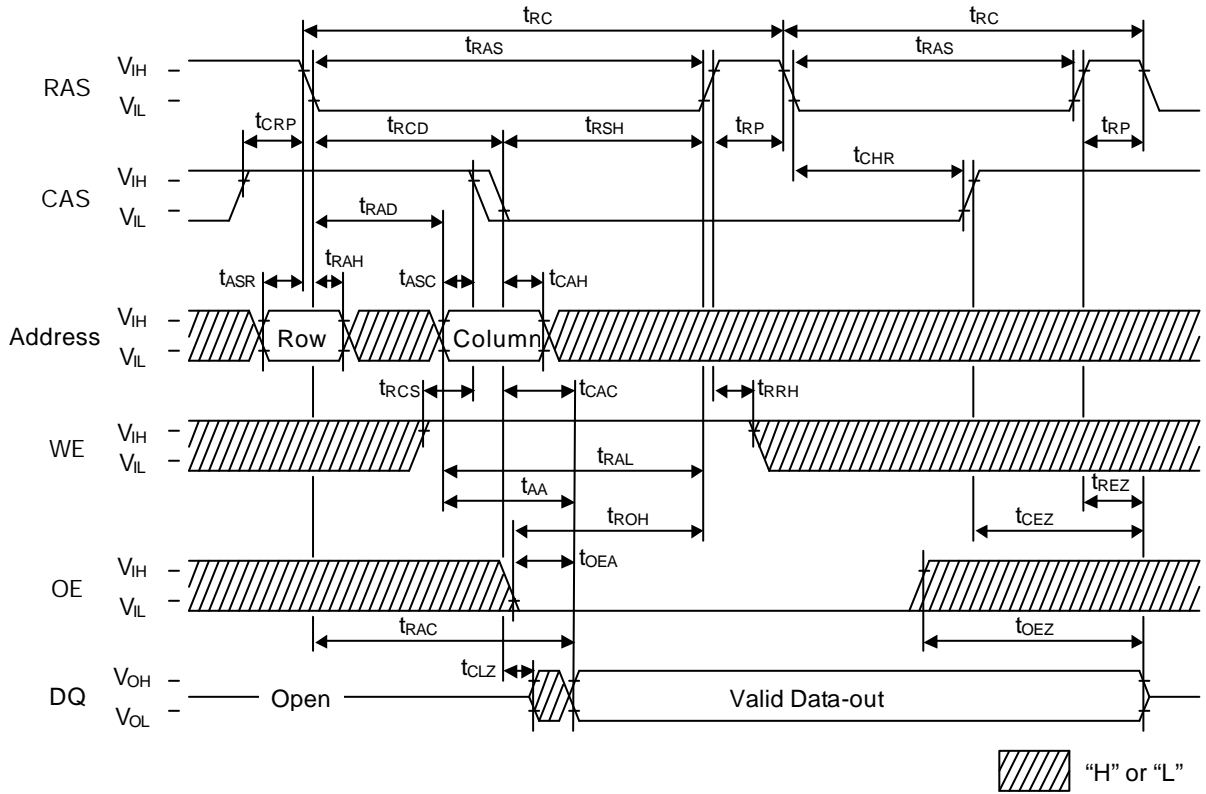 tRC tRC
tRAS tRAS
RAS VIH
VIL
tCRP tRCD tRSH tRP tRP
tCHR
CAS VIH
VIL
tRAD
tASR tRAH tASC tCAH
Address VIH
VIL
Row Column
tRCS tCAC tRRH
WE VIH
VIL
tRAL
tAA tREZ
tROH tCEZ
OE VIH
VIL
tOEA
tRAC tOEZ
tCLZ
DQ VOH
VOL
Open Valid Data-out
“H” or “L”